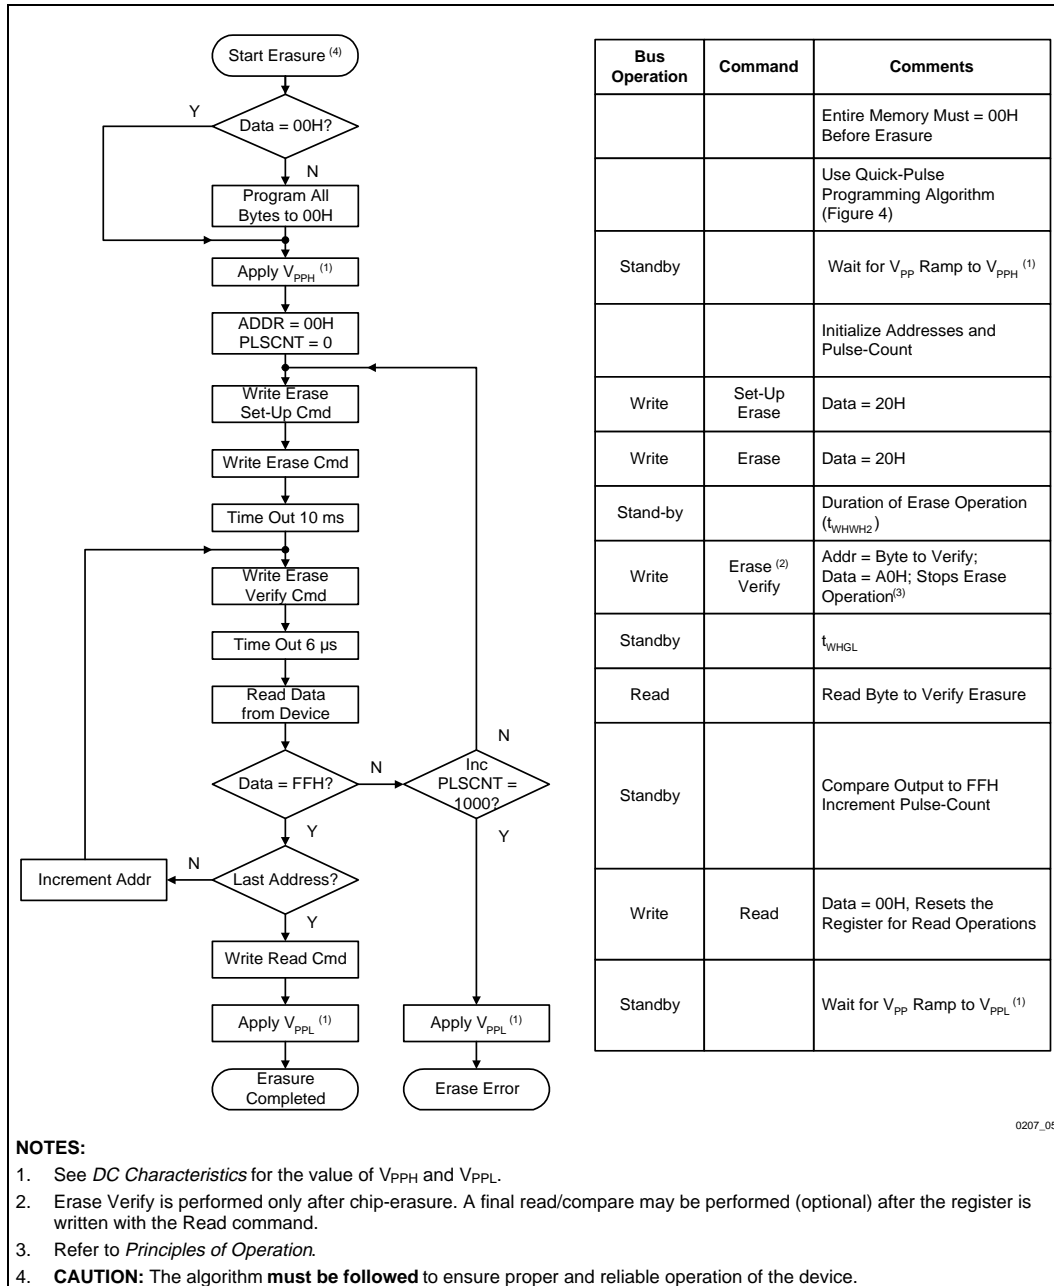 Start Erasure (4)
Y
Data = 00H?
N
Program All
Bytes to 00H
Apply VPPH (1)
ADDR = 00H
PLSCNT = 0
Write Erase
Set-Up Cmd
Write Erase Cmd
Time Out 10 ms
Write Erase
Verify Cmd
Time Out 6 µs
Read Data
from Device
Data = FFH?
N
Inc
PLSCNT =
1000?
N
Y
Y
Last Address?
N
Increment Addr
Y
Write Read Cmd
Apply VPPL (1)
Apply VPPL (1)
Erasure
Completed
Erase Error
Bus
Operation
Command
Comments
Entire Memory Must = 00H
Before Erasure
Use Quick-Pulse
Programming Algorithm
(Figure 4)
Standby
Wait for VPP Ramp to VPPH (1)
Initialize Addresses and
Pulse-Count
Write
Set-Up
Erase
Data = 20H
Write
Erase
Data = 20H
Stand-by
Duration of Erase Operation
(tWHWH2)
Write
Erase (2)
Verify
Addr = Byte to Verify;
Data = A0H; Stops Erase
Operation(3)
Standby
tWHGL
Read
Read Byte to Verify Erasure
Standby
Compare Output to FFH
Increment Pulse-Count
Write
Read
Data = 00H, Resets the
Register for Read Operations
Standby
Wait for VPP Ramp to VPPL (1)
0207_05
NOTES:
1. See DC Characteristics for the value of VPPH and VPPL.
2. Erase Verify is performed only after chip-erasure. A final read/compare may be performed (optional) after the register is
written with the Read command.
3. Refer to Principles of Operation.
4. CAUTION: The algorithm must be followed to ensure proper and reliable operation of the device.